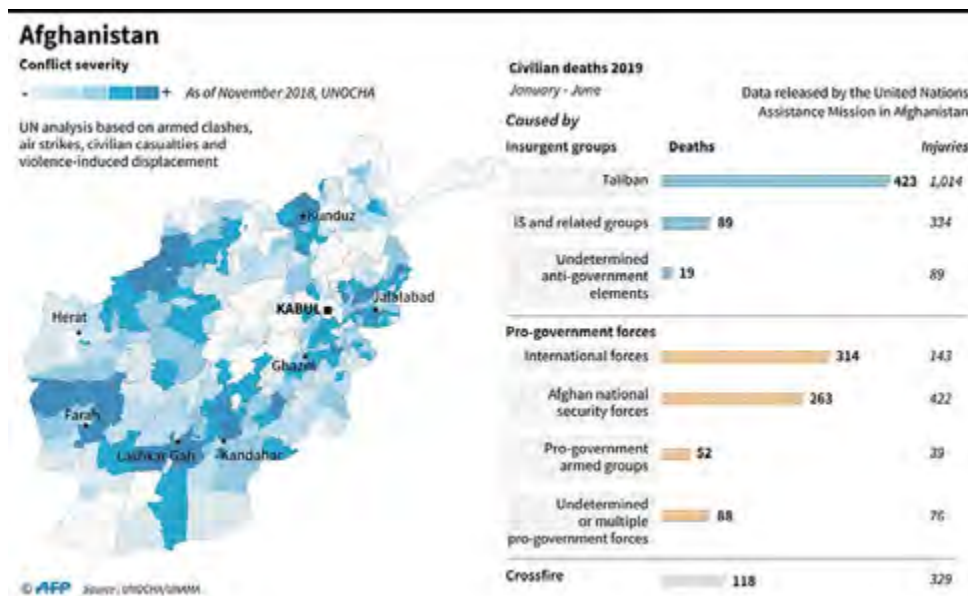 Afghanistan
Conflict severity
- + As of November 2018, UNOCHA
UN analysis based on armed clashes,
air strikes, civilian casualties and
violence-induced displacement
Kunduz
Jalalabad
KABUL
Herat
Ghazni
Farah
Lashkar Gah
Kandahar
© AFP Source: UNOCHA/UNAMA
Civilian deaths 2019
January - June
Data released by the United Nations
Assistance Mission in Afghanistan
Caused by
Insurgent groups Deaths Injuries
Taliban 423 1,014
IS and related groups 89 334
Undetermined
anti-government 19 89
elements
Pro-government forces
International forces 314 143
Afghan national
security forces 263 422
Pro-government
armed groups 52 39
Undetermined
or multiple 88 76
pro-government forces
Crossfire 118 329